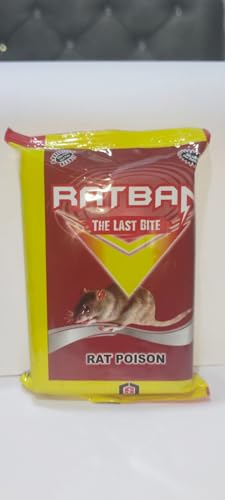 RATBAN
THE LAST BITE
RAT POISON